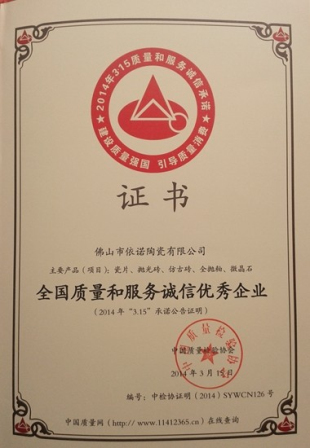 2014年315质量和服务诚信承诺
建设质量强国 引导质量消费
证书
佛山市依诺陶瓷有限公司
主要产品（项目）：瓷片、抛光砖、仿古砖、全抛釉、微晶石
全国质量和服务诚信优秀企业
（2014年“3.15”承诺公告证明）
中国质量检验协会
2014年3月15日
编号：中检协证明（2014）SYWCN126号
中国质量网（http://www.11412365.cn）在线查询